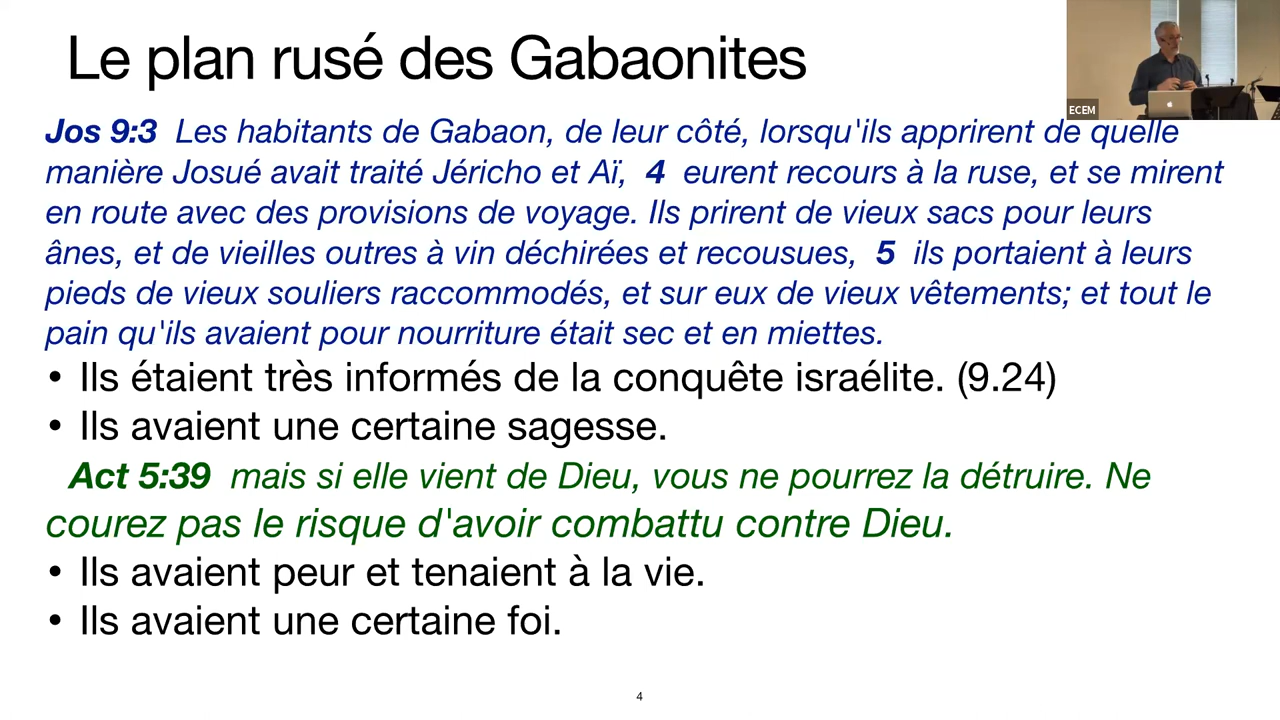 Le plan rusé des Gabaonites
ECEM
Jos 9:3 Les habitants de Gabaon, de leur côté, lorsqu'ils apprirent de quelle
manière Josué avait traité Jéricho et Aï, 4 eurent recours à la ruse, et se mirent
en route avec des provisions de voyage. Ils prirent de vieux sacs pour leurs
ânes, et de vieilles outres à vin déchirées et recousues, 5 ils portaient à leurs
pieds de vieux souliers raccommodés, et sur eux de vieux vêtements; et tout le
pain qu'ils avaient pour nourriture était sec et en miettes.
• Ils étaient très informés de la conquête israélite. (9.24)
• Ils avaient une certaine sagesse.
Act 5:39 mais si elle vient de Dieu, vous ne pourrez la détruire. Ne
courez pas le risque d'avoir combattu contre Dieu.
• Ils avaient peur et tenaient à la vie.
• Ils avaient une certaine foi.
4